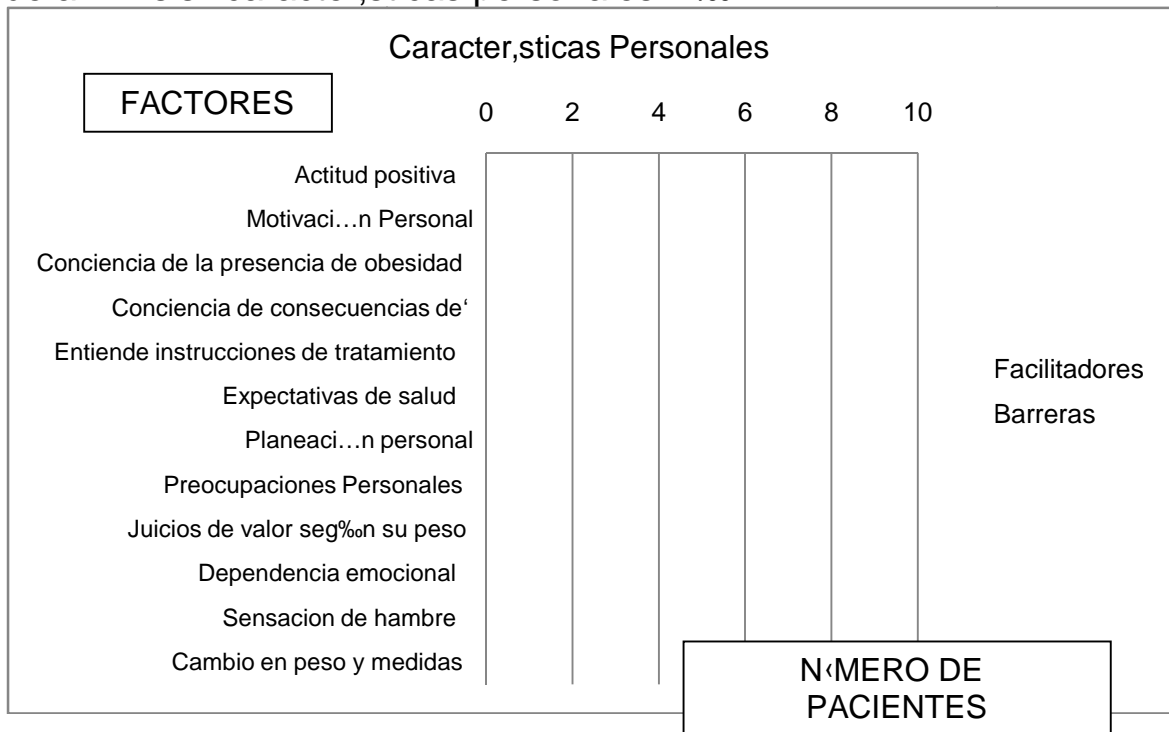 Caracter‚sticas Personales
FACTORES
0 2 4 6 8 10
Actitud positiva
Motivaci…n Personal
Conciencia de la presencia de obesidad
Conciencia de consecuencias de‘
Entiende instrucciones de tratamiento
Expectativas de salud
Planeaci…n personal
Preocupaciones Personales
Juicios de valor seg‰n su peso
Dependencia emocional
Sensacion de hambre
Cambio en peso y medidas
Facilitadores
Barreras
N‹MERO DE
PACIENTES